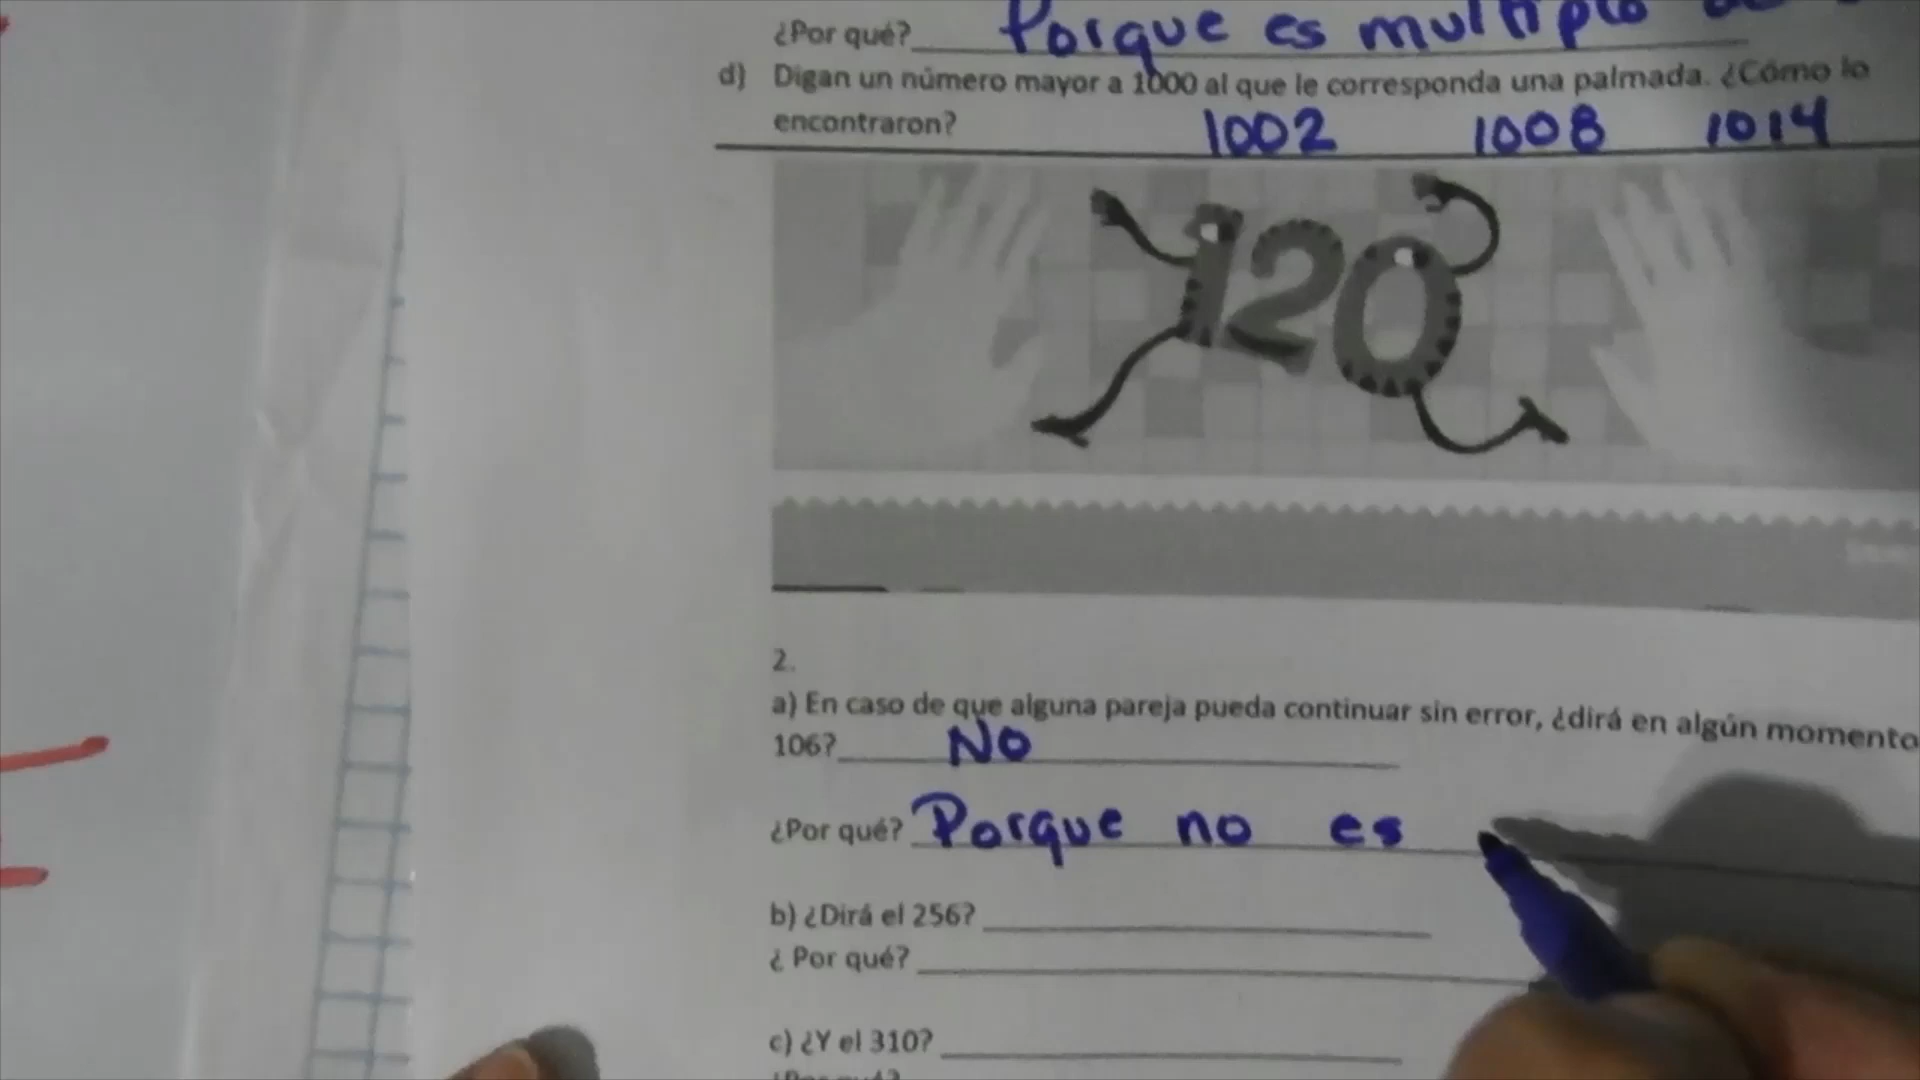 ¿Por qué? Porque es multiplo
d) Digan un número mayor a 1000 al que le corresponda una palmada. ¿Cómo lo
encontraron? 1002 1008 1014
120
2.
a) En caso de que alguna pareja pueda continuar sin error, ¿dirá en algún momento
106? NO
¿Por qué? Porque no es
b) ¿Dirá el 256?
¿ Por qué?
c) ¿Y el 310?